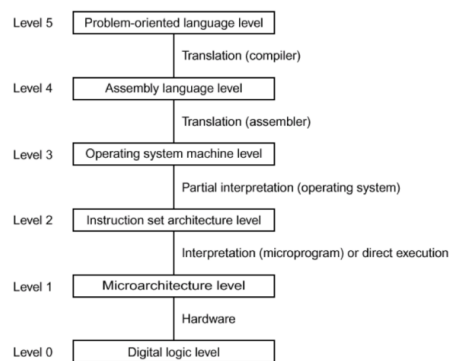 Level 5 Problem-oriented language level
Translation (compiler)
Level 4 Assembly language level
Translation (assembler)
Level 3 Operating system machine level
Partial interpretation (operating system)
Level 2 Instruction set architecture level
Interpretation (microprogram) or direct execution
Level 1 Microarchitecture level
Hardware
Level 0 Digital logic level